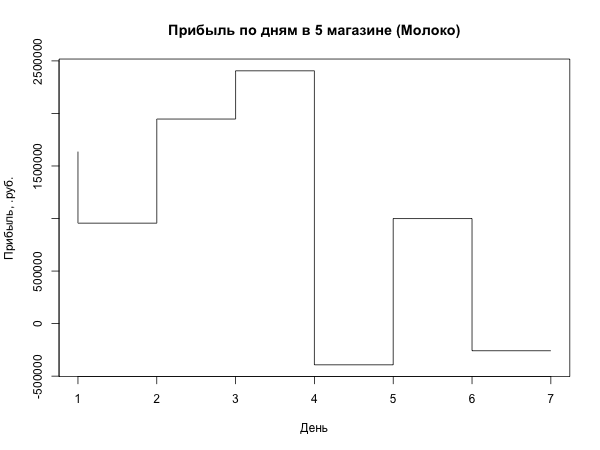 Прибыль по дням в 5 магазине (Молоко)
2500000
1500000
500000
0
-500000
Прибыль, .руб.
1 2 3 4 5 6 7
День